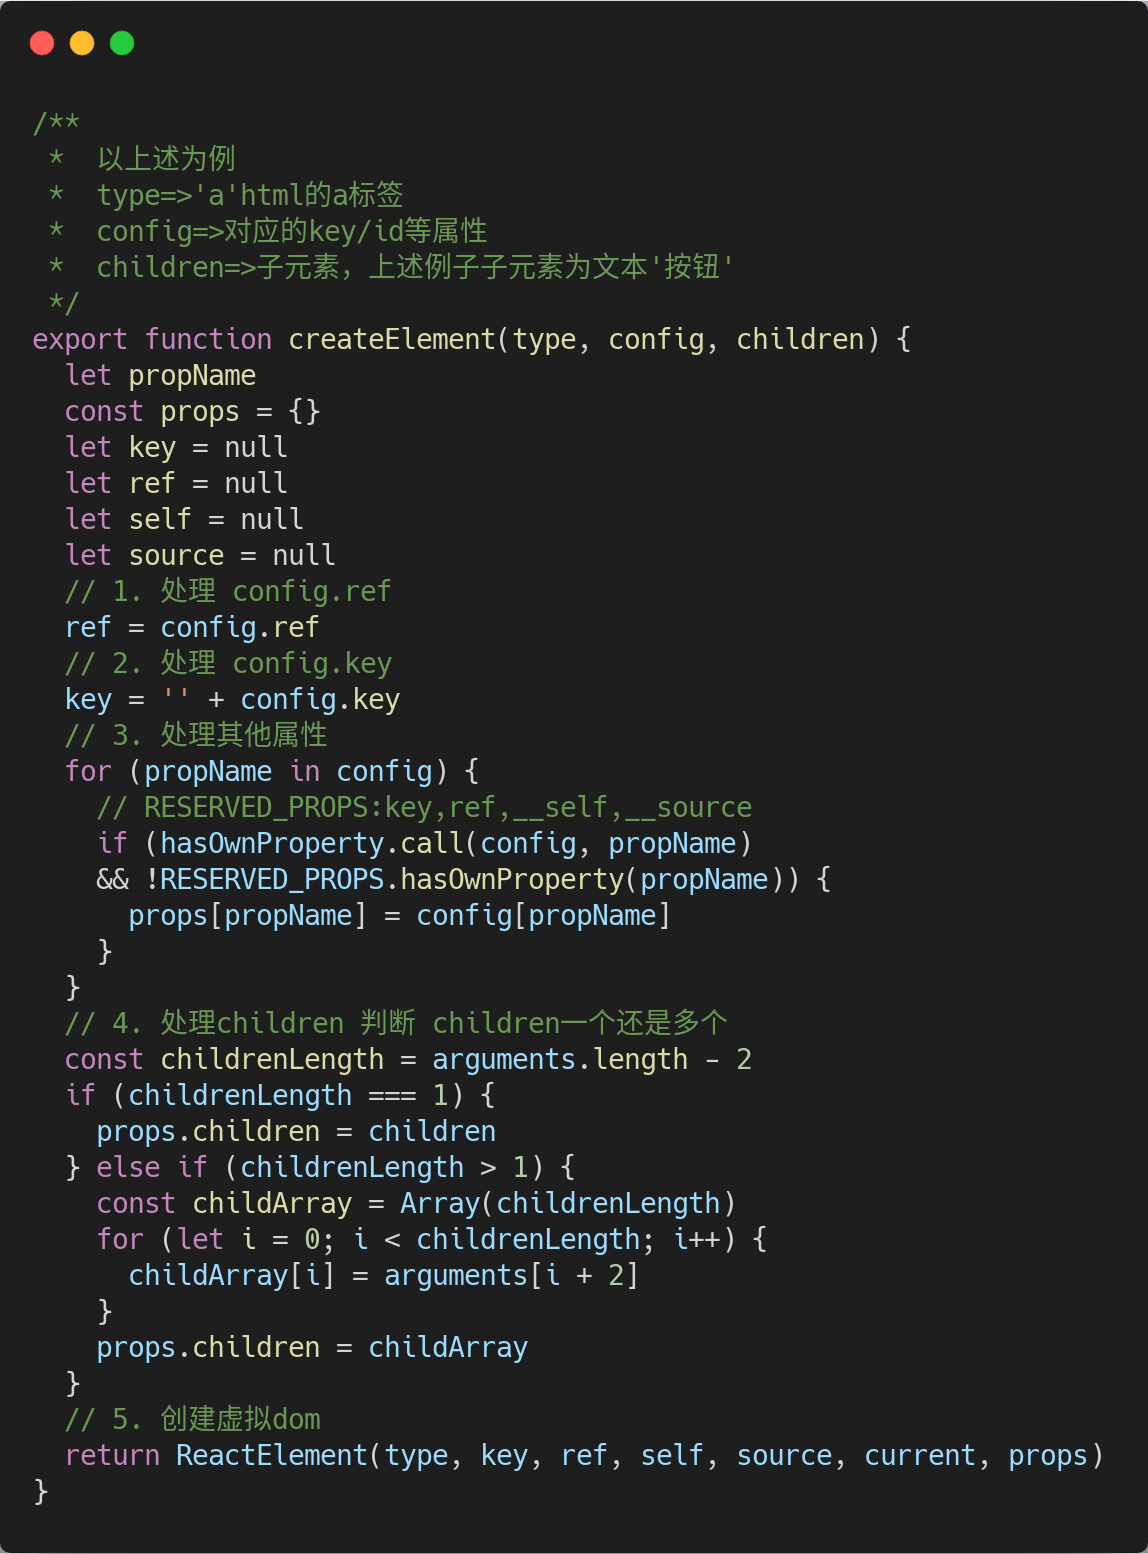 /**
 *  以上述为例
 *  type=>'a'html的a标签
 *  config=>对应的key/id等属性
 *  children=>子元素，上述例子子元素为文本'按钮'
 */
export function createElement(type, config, children) {
  let propName
  const props = {}
  let key = null
  let ref = null
  let self = null
  let source = null
  // 1. 处理 config.ref
  ref = config.ref
  // 2. 处理 config.key
  key = '' + config.key
  // 3. 处理其他属性
  for (propName in config) {
    // RESERVED_PROPS:key,ref,__self,__source
    if (hasOwnProperty.call(config, propName)
    && !RESERVED_PROPS.hasOwnProperty(propName)) {
      props[propName] = config[propName]
    }
  }
  // 4. 处理children 判断 children一个还是多个
  const childrenLength = arguments.length - 2
  if (childrenLength === 1) {
    props.children = children
  } else if (childrenLength > 1) {
    const childArray = Array(childrenLength)
    for (let i = 0; i < childrenLength; i++) {
      childArray[i] = arguments[i + 2]
    }
    props.children = childArray
  }
  // 5. 创建虚拟dom
  return ReactElement(type, key, ref, self, source, current, props)
}